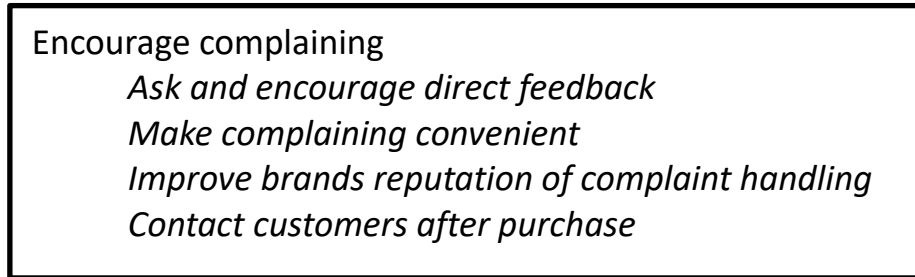 Encourage complaining
Ask and encourage direct feedback
Make complaining convenient
Improve brands reputation of complaint handling
Contact customers after purchase